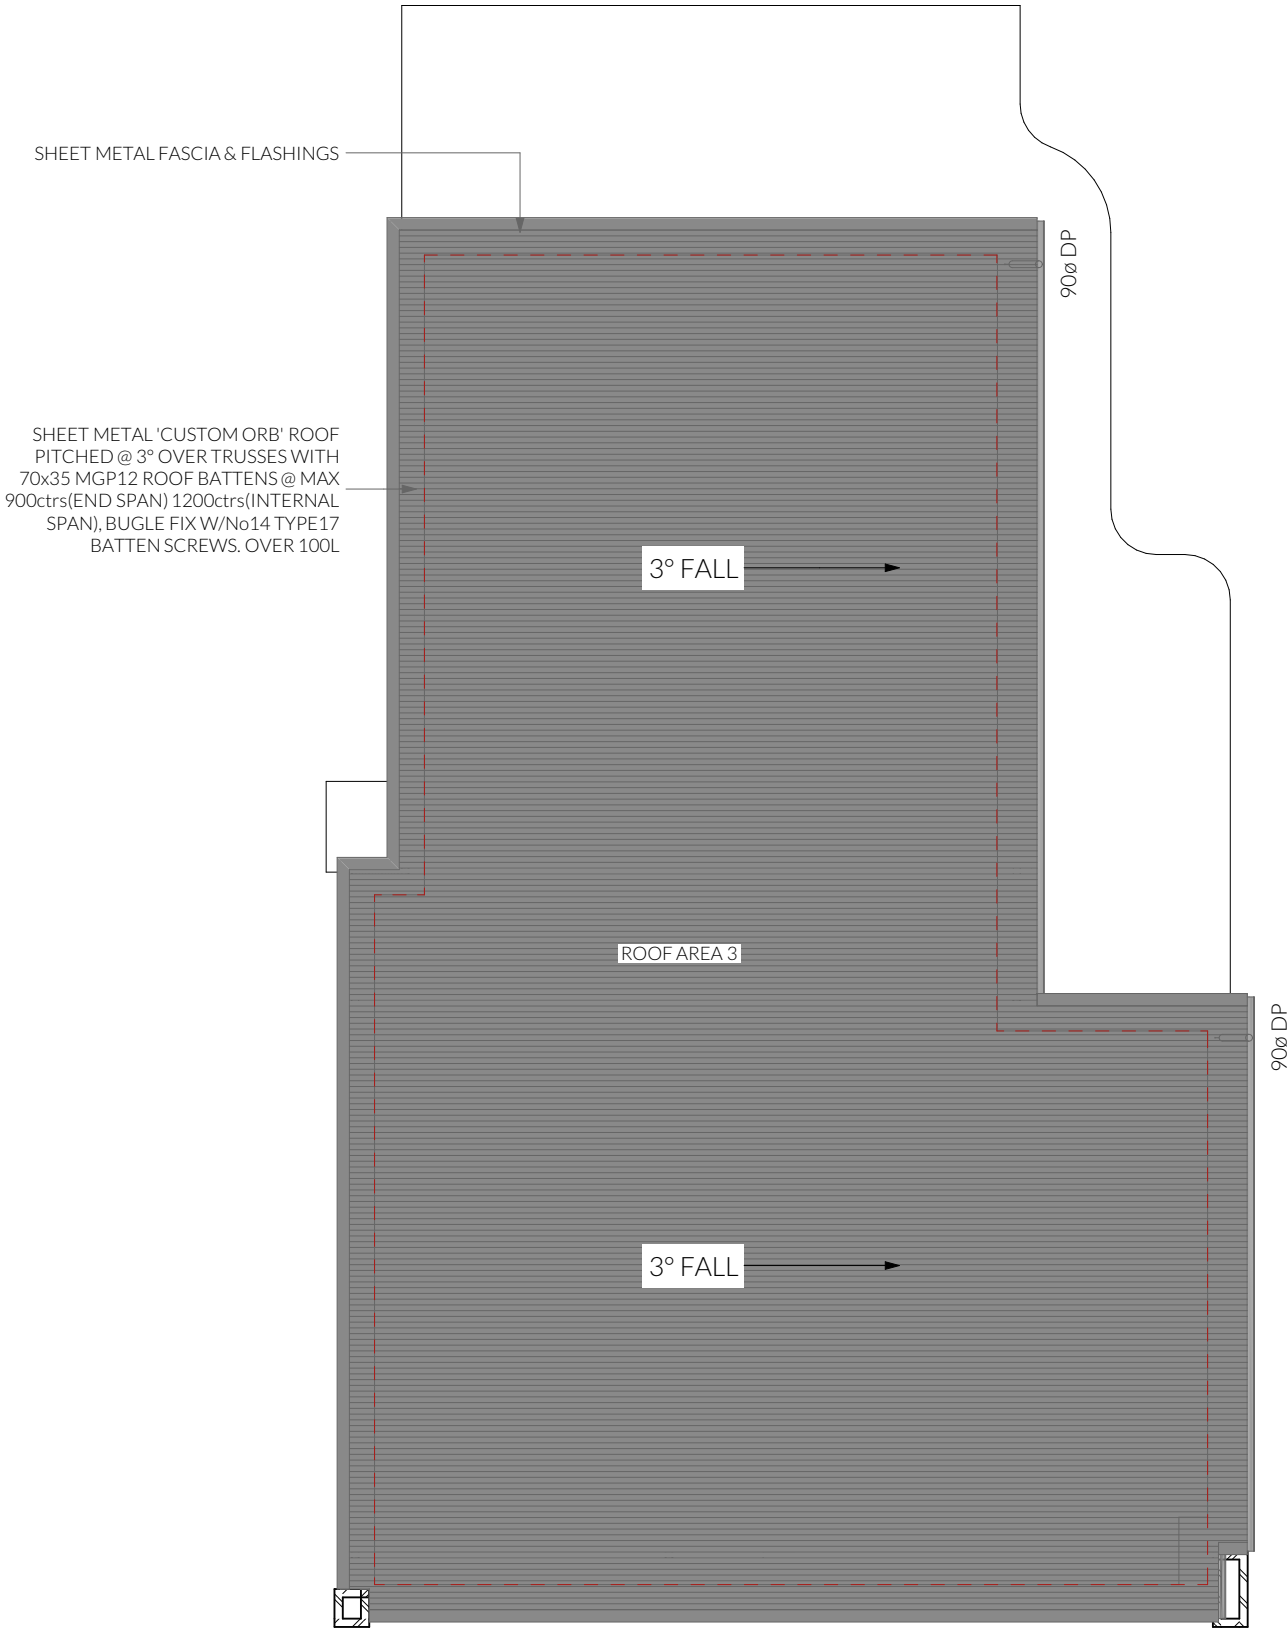 SHEET METAL FASCIA & FLASHINGS
90ø DP
SHEET METAL 'CUSTOM ORB' ROOF
PITCHED @ 3° OVER TRUSSES WITH
70x35 MGP12 ROOF BATTENS @ MAX
900ctrs(END SPAN) 1200ctrs(INTERNAL
SPAN), BUGLE FIX W/No14 TYPE17
BATTEN SCREWS. OVER 100L
3° FALL
ROOF AREA 3
90ø DP
3° FALL